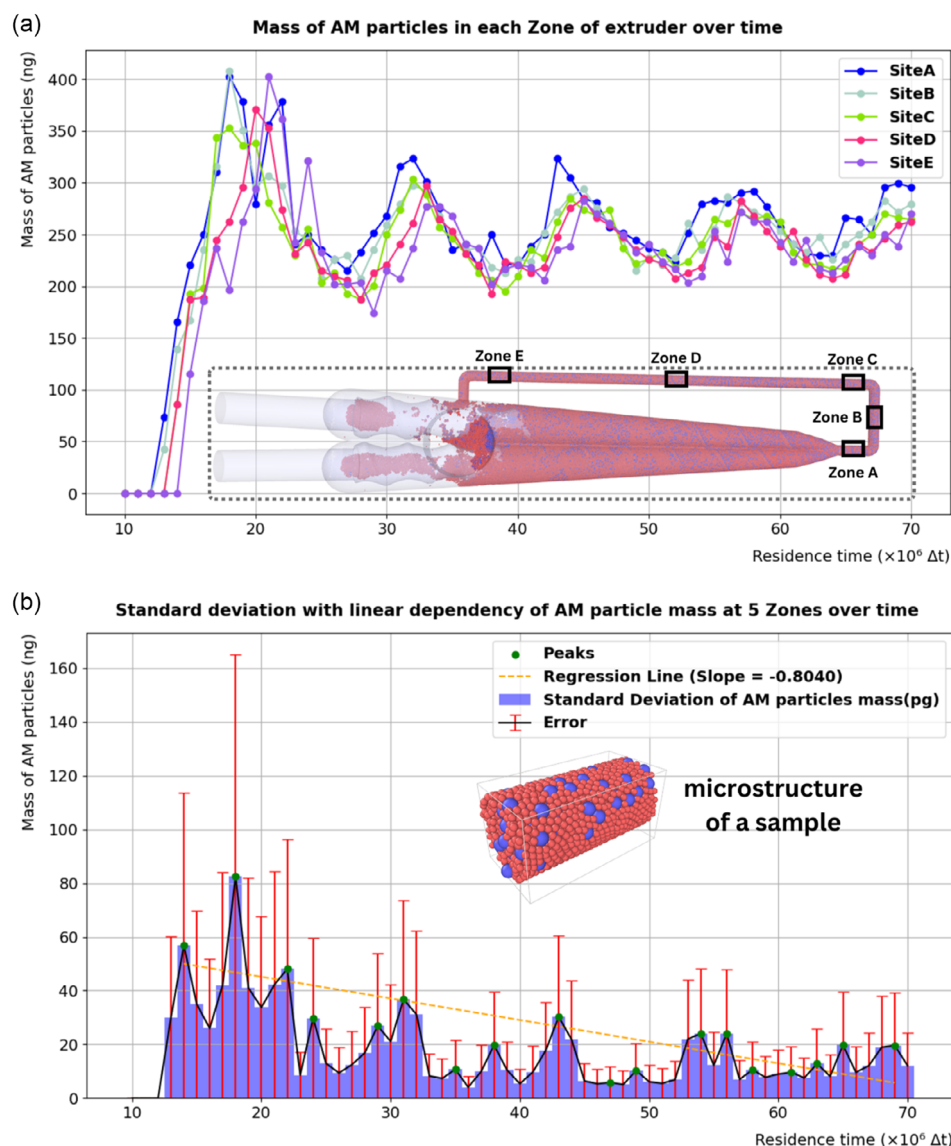 (a)
Mass of AM particles in each Zone of extruder over time
Mass of AM particles (ng)
400
350
300
250
200
150
100
50
0
SiteA
SiteB
SiteC
SiteD
SiteE
Zone E
Zone D
Zone C
Zone B
Zone A
10
20
30
40
50
60
70
Residence time (×10⁶ Δt)
(b)
Standard deviation with linear dependency of AM particle mass at 5 Zones over time
Mass of AM particles (ng)
160
140
120
100
80
60
40
20
0
Peaks
Regression Line (Slope = -0.8040)
Standard Deviation of AM particles mass(pg)
Error
microstructure
of a sample
10
20
30
40
50
60
70
Residence time (×10⁶ Δt)